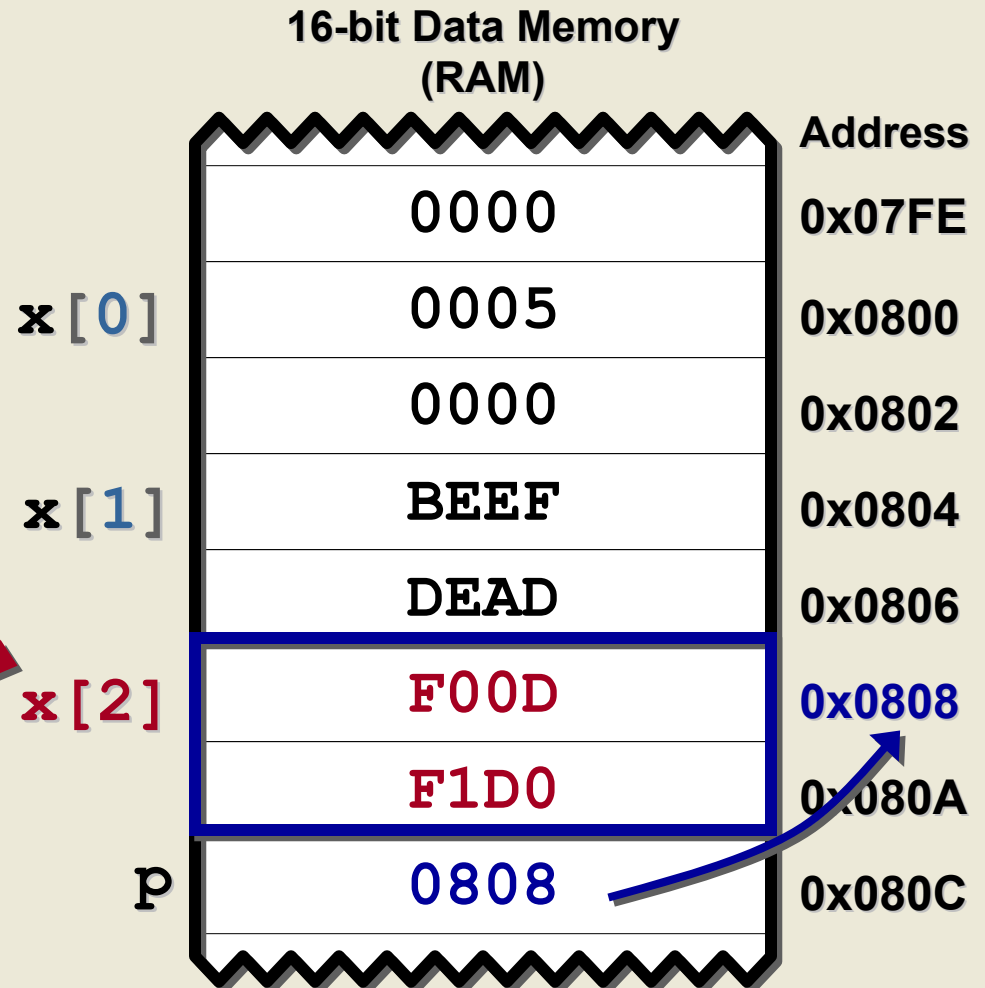 16-bit Data Memory
(RAM)
Address
0000 0x07FE
x[0] 0005 0x0800
0000 0x0802
x[1] BEEF 0x0804
DEAD 0x0806
x[2] F00D 0x0808
F1D0 0x080A
p 0808 0x080C